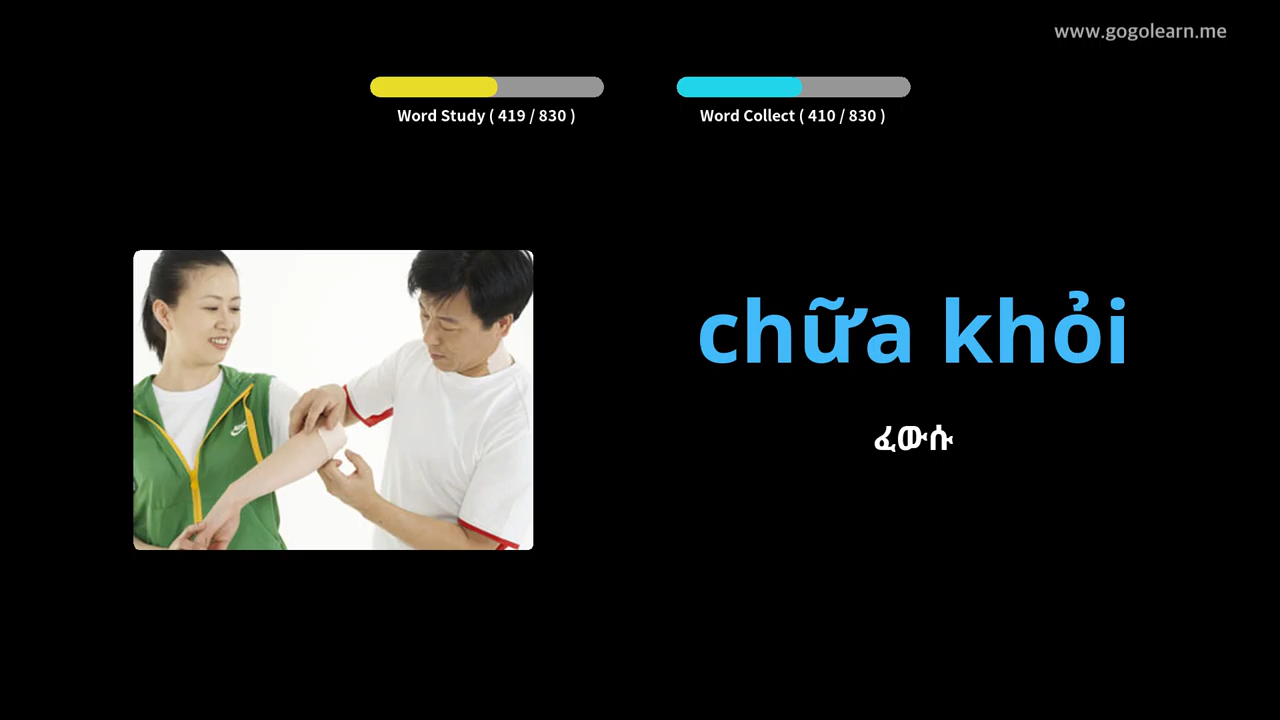 www.gogolearn.me
Word Study ( 419 / 830 )
Word Collect ( 410 / 830 )
chữa khỏi
ፈውሱ